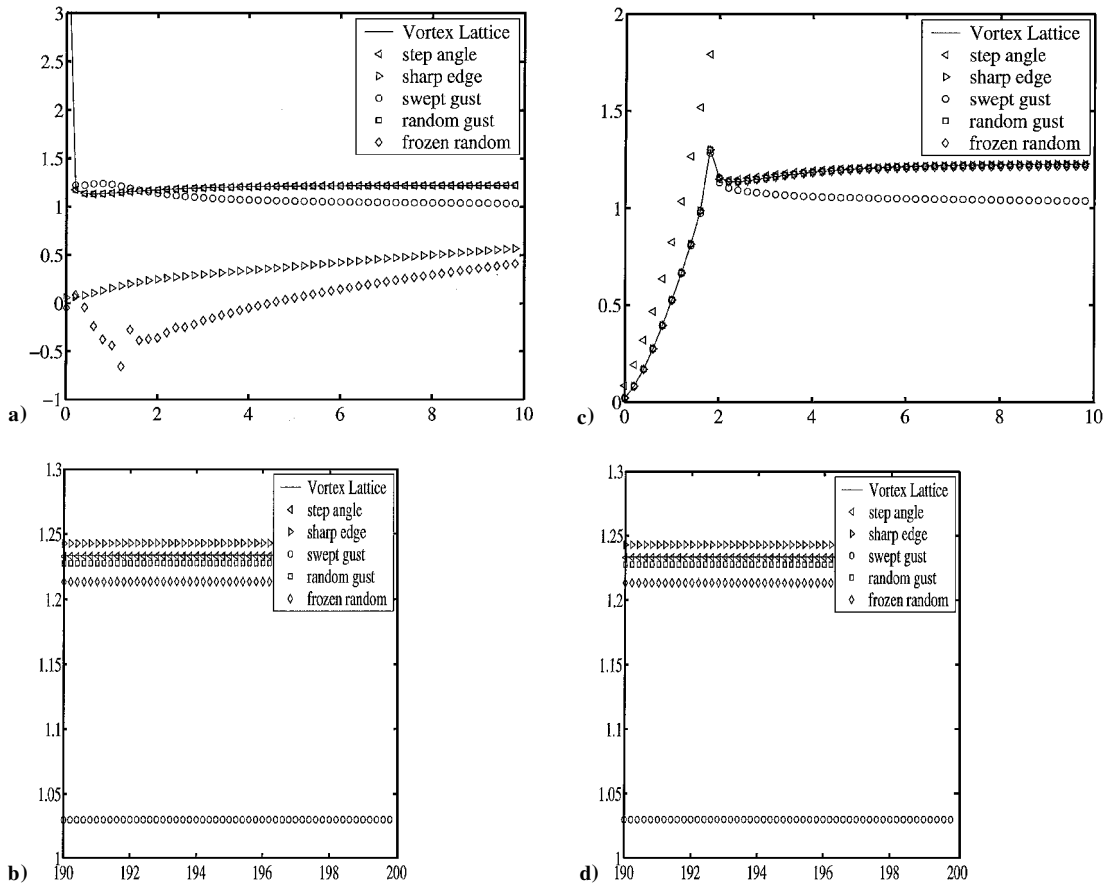 3
2.5
2
1.5
1
0.5
0
−0.5
−1
0 2 4 6 8 10
Vortex Lattice
step angle
sharp edge
swept gust
random gust
frozen random
a)
2
1.5
1
0.5
0
0 2 4 6 8 10
Vortex Lattice
step angle
sharp edge
swept gust
random gust
frozen random
c)
1.3
1.25
1.2
1.15
1.1
1.05
1
190 192 194 196 198 200
Vortex Lattice
step angle
sharp edge
swept gust
random gust
frozen random
b)
1.3
1.25
1.2
1.15
1.1
1.05
1
190 192 194 196 198 200
Vortex Lattice
step angle
sharp edge
swept gust
random gust
frozen random
d)